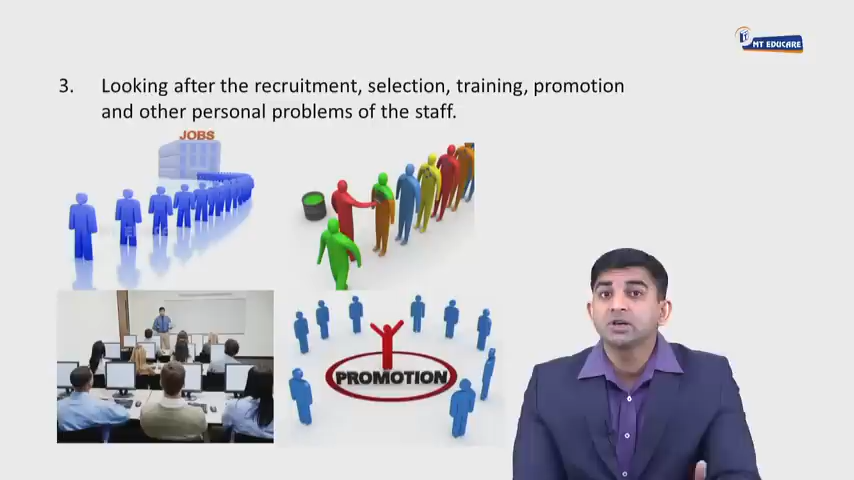 MT EDUCARE
3. Looking after the recruitment, selection, training, promotion
and other personal problems of the staff.
JOBS
PROMOTION